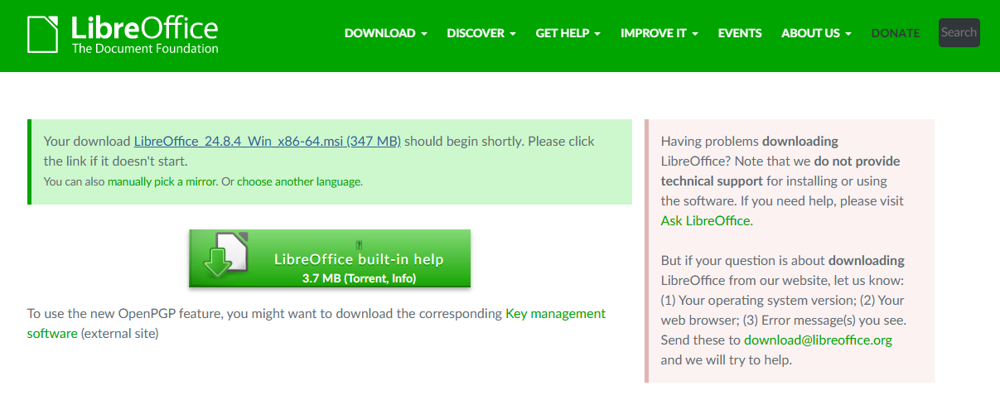 LibreOffice
The Document Foundation
DOWNLOAD DISCOVER GET HELP IMPROVE IT EVENTS ABOUT US DONATE Search
Your download LibreOffice_24.8.4_Win_x86-64.msi (347 MB) should begin shortly. Please click
the link if it doesn't start.
You can also manually pick a mirror. Or choose another language.
LibreOffice built-in help
3.7 MB (Torrent, Info)
To use the new OpenPGP feature, you might want to download the corresponding Key management
software (external site)
Having problems downloading
LibreOffice? Note that we do not provide
technical support for installing or using
the software. If you need help, please visit
Ask LibreOffice.
But if your question is about downloading
LibreOffice from our website, let us know:
(1) Your operating system version; (2) Your
web browser; (3) Error message(s) you see.
Send these to download@libreoffice.org
and we will try to help.